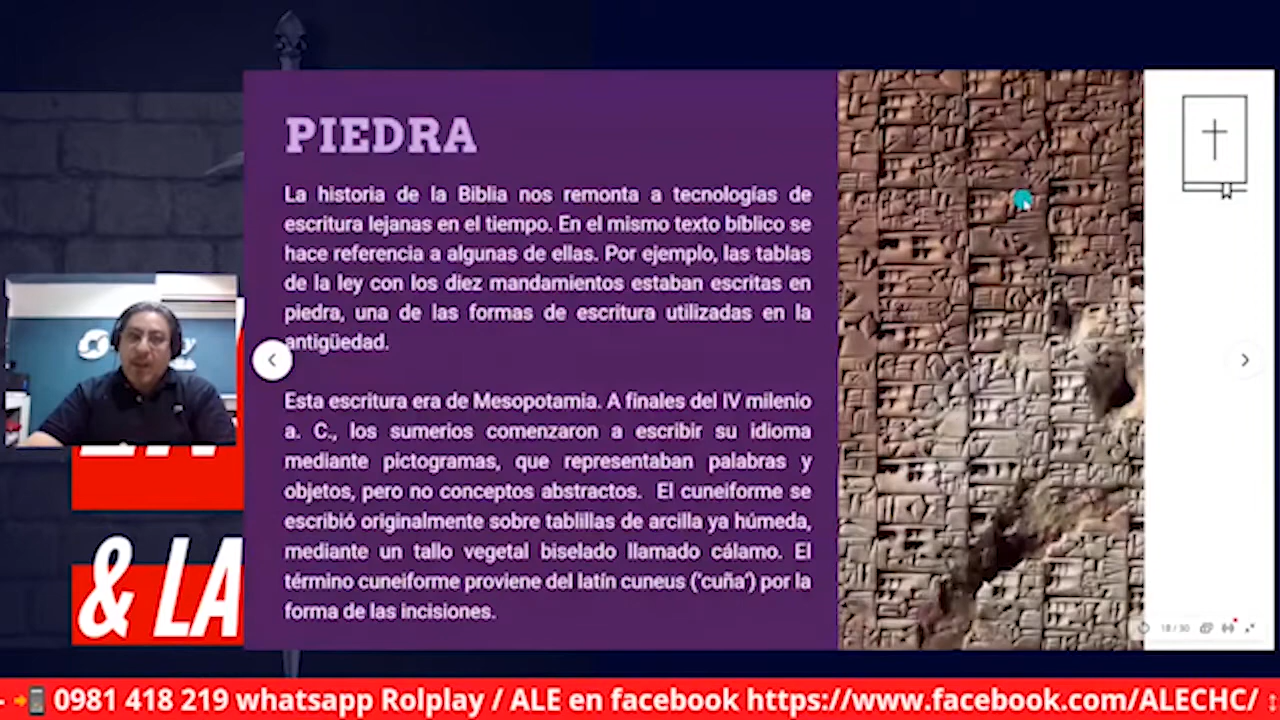 PIEDRA
La historia de la Biblia nos remonta a tecnologías de
escritura lejanas en el tiempo. En el mismo texto bíblico se
hace referencia a algunas de ellas. Por ejemplo, las tablas
de la ley con los diez mandamientos estaban escritas en
piedra, una de las formas de escritura utilizadas en la
antigüedad.
Esta escritura era de Mesopotamia. A finales del IV milenio
a. C., los sumerios comenzaron a escribir su idioma
mediante pictogramas, que representaban palabras y
objetos, pero no conceptos abstractos. El cuneiforme se
escribió originalmente sobre tablillas de arcilla ya húmeda,
mediante un tallo vegetal biselado llamado cálamo. El
término cuneiforme proviene del latín cuneus ('cuña') por la
forma de las incisiones.
18 / 30
& LA
0981 418 219 whatsapp Rolplay / ALE en facebook https://www.facebook.com/ALECHC/